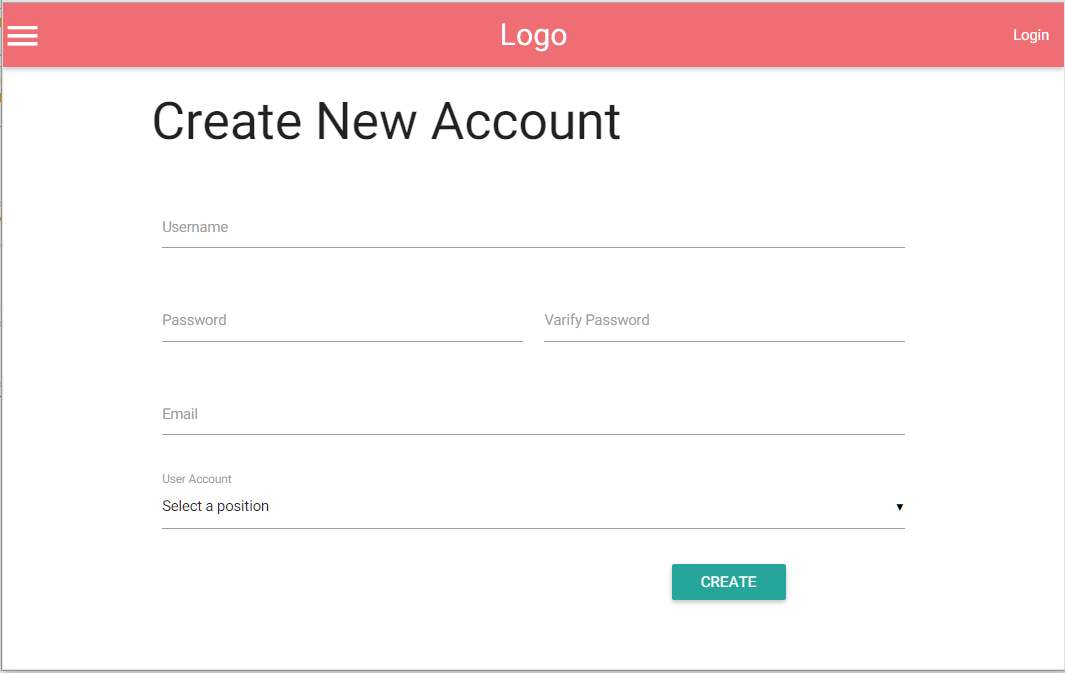 Logo
Login
Create New Account
Username
Password
Varify Password
Email
User Account
Select a position
CREATE